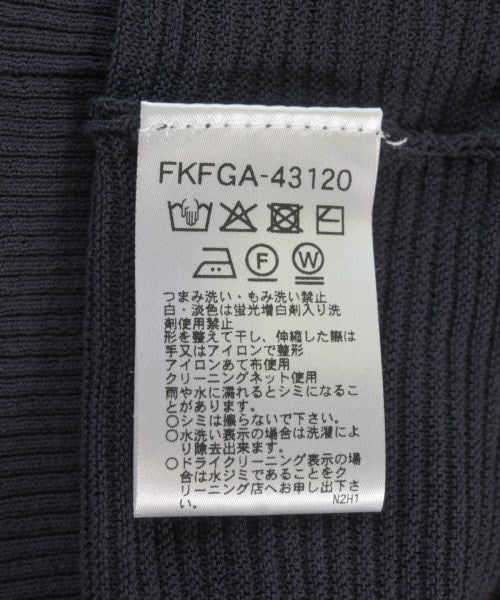 FKFGA-43120
F W
つまみ洗い・もみ洗い禁止
白・淡色は蛍光増白剤入り洗
剤使用禁止
形を整えて干し、伸縮した際は
手又はアイロンで整形
アイロンあて布使用
クリーニングネット使用
雨や水に濡れるとシミになるこ
とがあります。
○シミは擦らないで下さい。
○水洗い表示の場合は洗濯によ
り除去出来ます。
○ドライクリーニング表示の場
合は水ジミであることをク
リーニング店へお申し出下さ
い。
N2H1